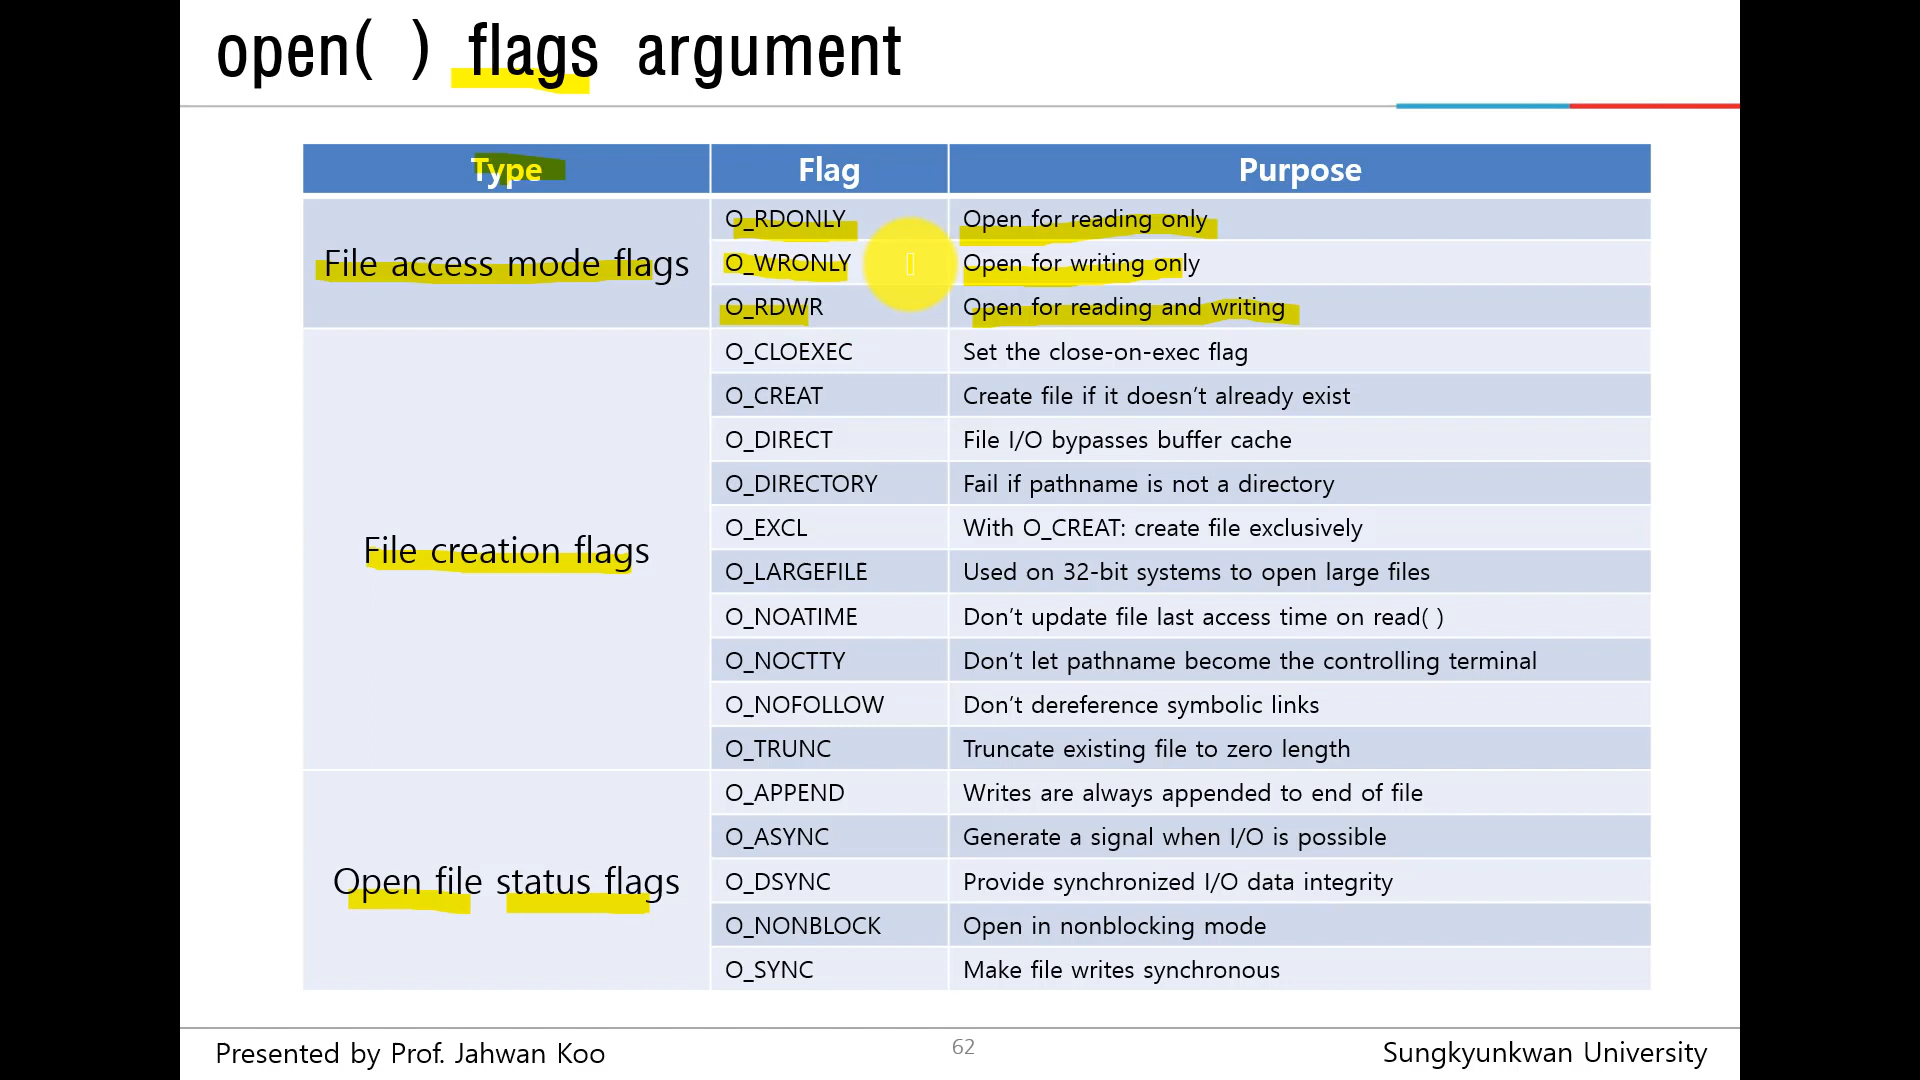 open( ) flags argument
Type Flag Purpose
File access mode flags
O_RDONLY Open for reading only
O_WRONLY Open for writing only
O_RDWR Open for reading and writing
File creation flags
O_CLOEXEC Set the close-on-exec flag
O_CREAT Create file if it doesn’t already exist
O_DIRECT File I/O bypasses buffer cache
O_DIRECTORY Fail if pathname is not a directory
O_EXCL With O_CREAT: create file exclusively
O_LARGEFILE Used on 32-bit systems to open large files
O_NOATIME Don’t update file last access time on read( )
O_NOCTTY Don’t let pathname become the controlling terminal
O_NOFOLLOW Don’t dereference symbolic links
O_TRUNC Truncate existing file to zero length
Open file status flags
O_APPEND Writes are always appended to end of file
O_ASYNC Generate a signal when I/O is possible
O_DSYNC Provide synchronized I/O data integrity
O_NONBLOCK Open in nonblocking mode
O_SYNC Make file writes synchronous
Presented by Prof. Jahwan Koo 62 Sungkyunkwan University